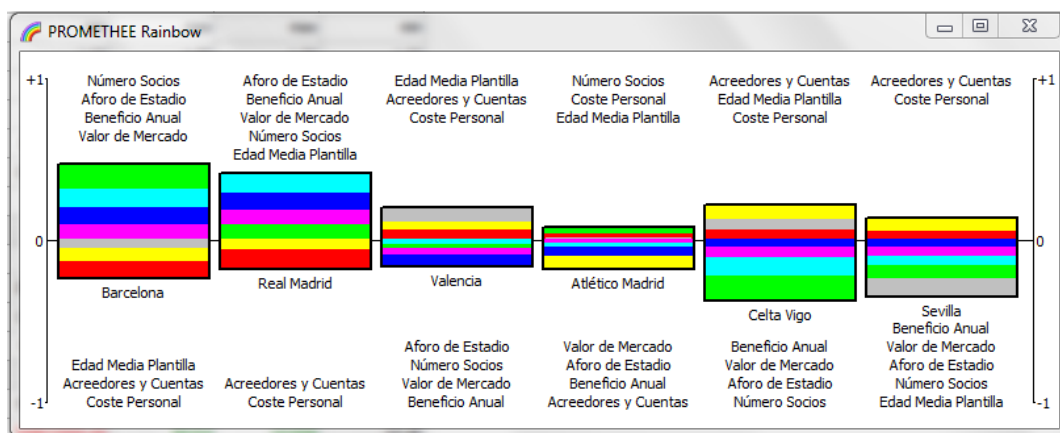 PROMETHEE Rainbow
+1
Número Socios
Aforo de Estadio
Beneficio Anual
Valor de Mercado
Aforo de Estadio
Beneficio Anual
Valor de Mercado
Número Socios
Edad Media Plantilla
Edad Media Plantilla
Acreedores y Cuentas
Coste Personal
Número Socios
Coste Personal
Edad Media Plantilla
Acreedores y Cuentas
Edad Media Plantilla
Coste Personal
Acreedores y Cuentas
Coste Personal
+1
0
0
Barcelona
Real Madrid
Valencia
Atlético Madrid
Celta Vigo
Sevilla
Edad Media Plantilla
Acreedores y Cuentas
Coste Personal
Acreedores y Cuentas
Coste Personal
Aforo de Estadio
Número Socios
Valor de Mercado
Beneficio Anual
Valor de Mercado
Aforo de Estadio
Beneficio Anual
Acreedores y Cuentas
Beneficio Anual
Valor de Mercado
Aforo de Estadio
Número Socios
Beneficio Anual
Valor de Mercado
Aforo de Estadio
Número Socios
Edad Media Plantilla
-1
-1